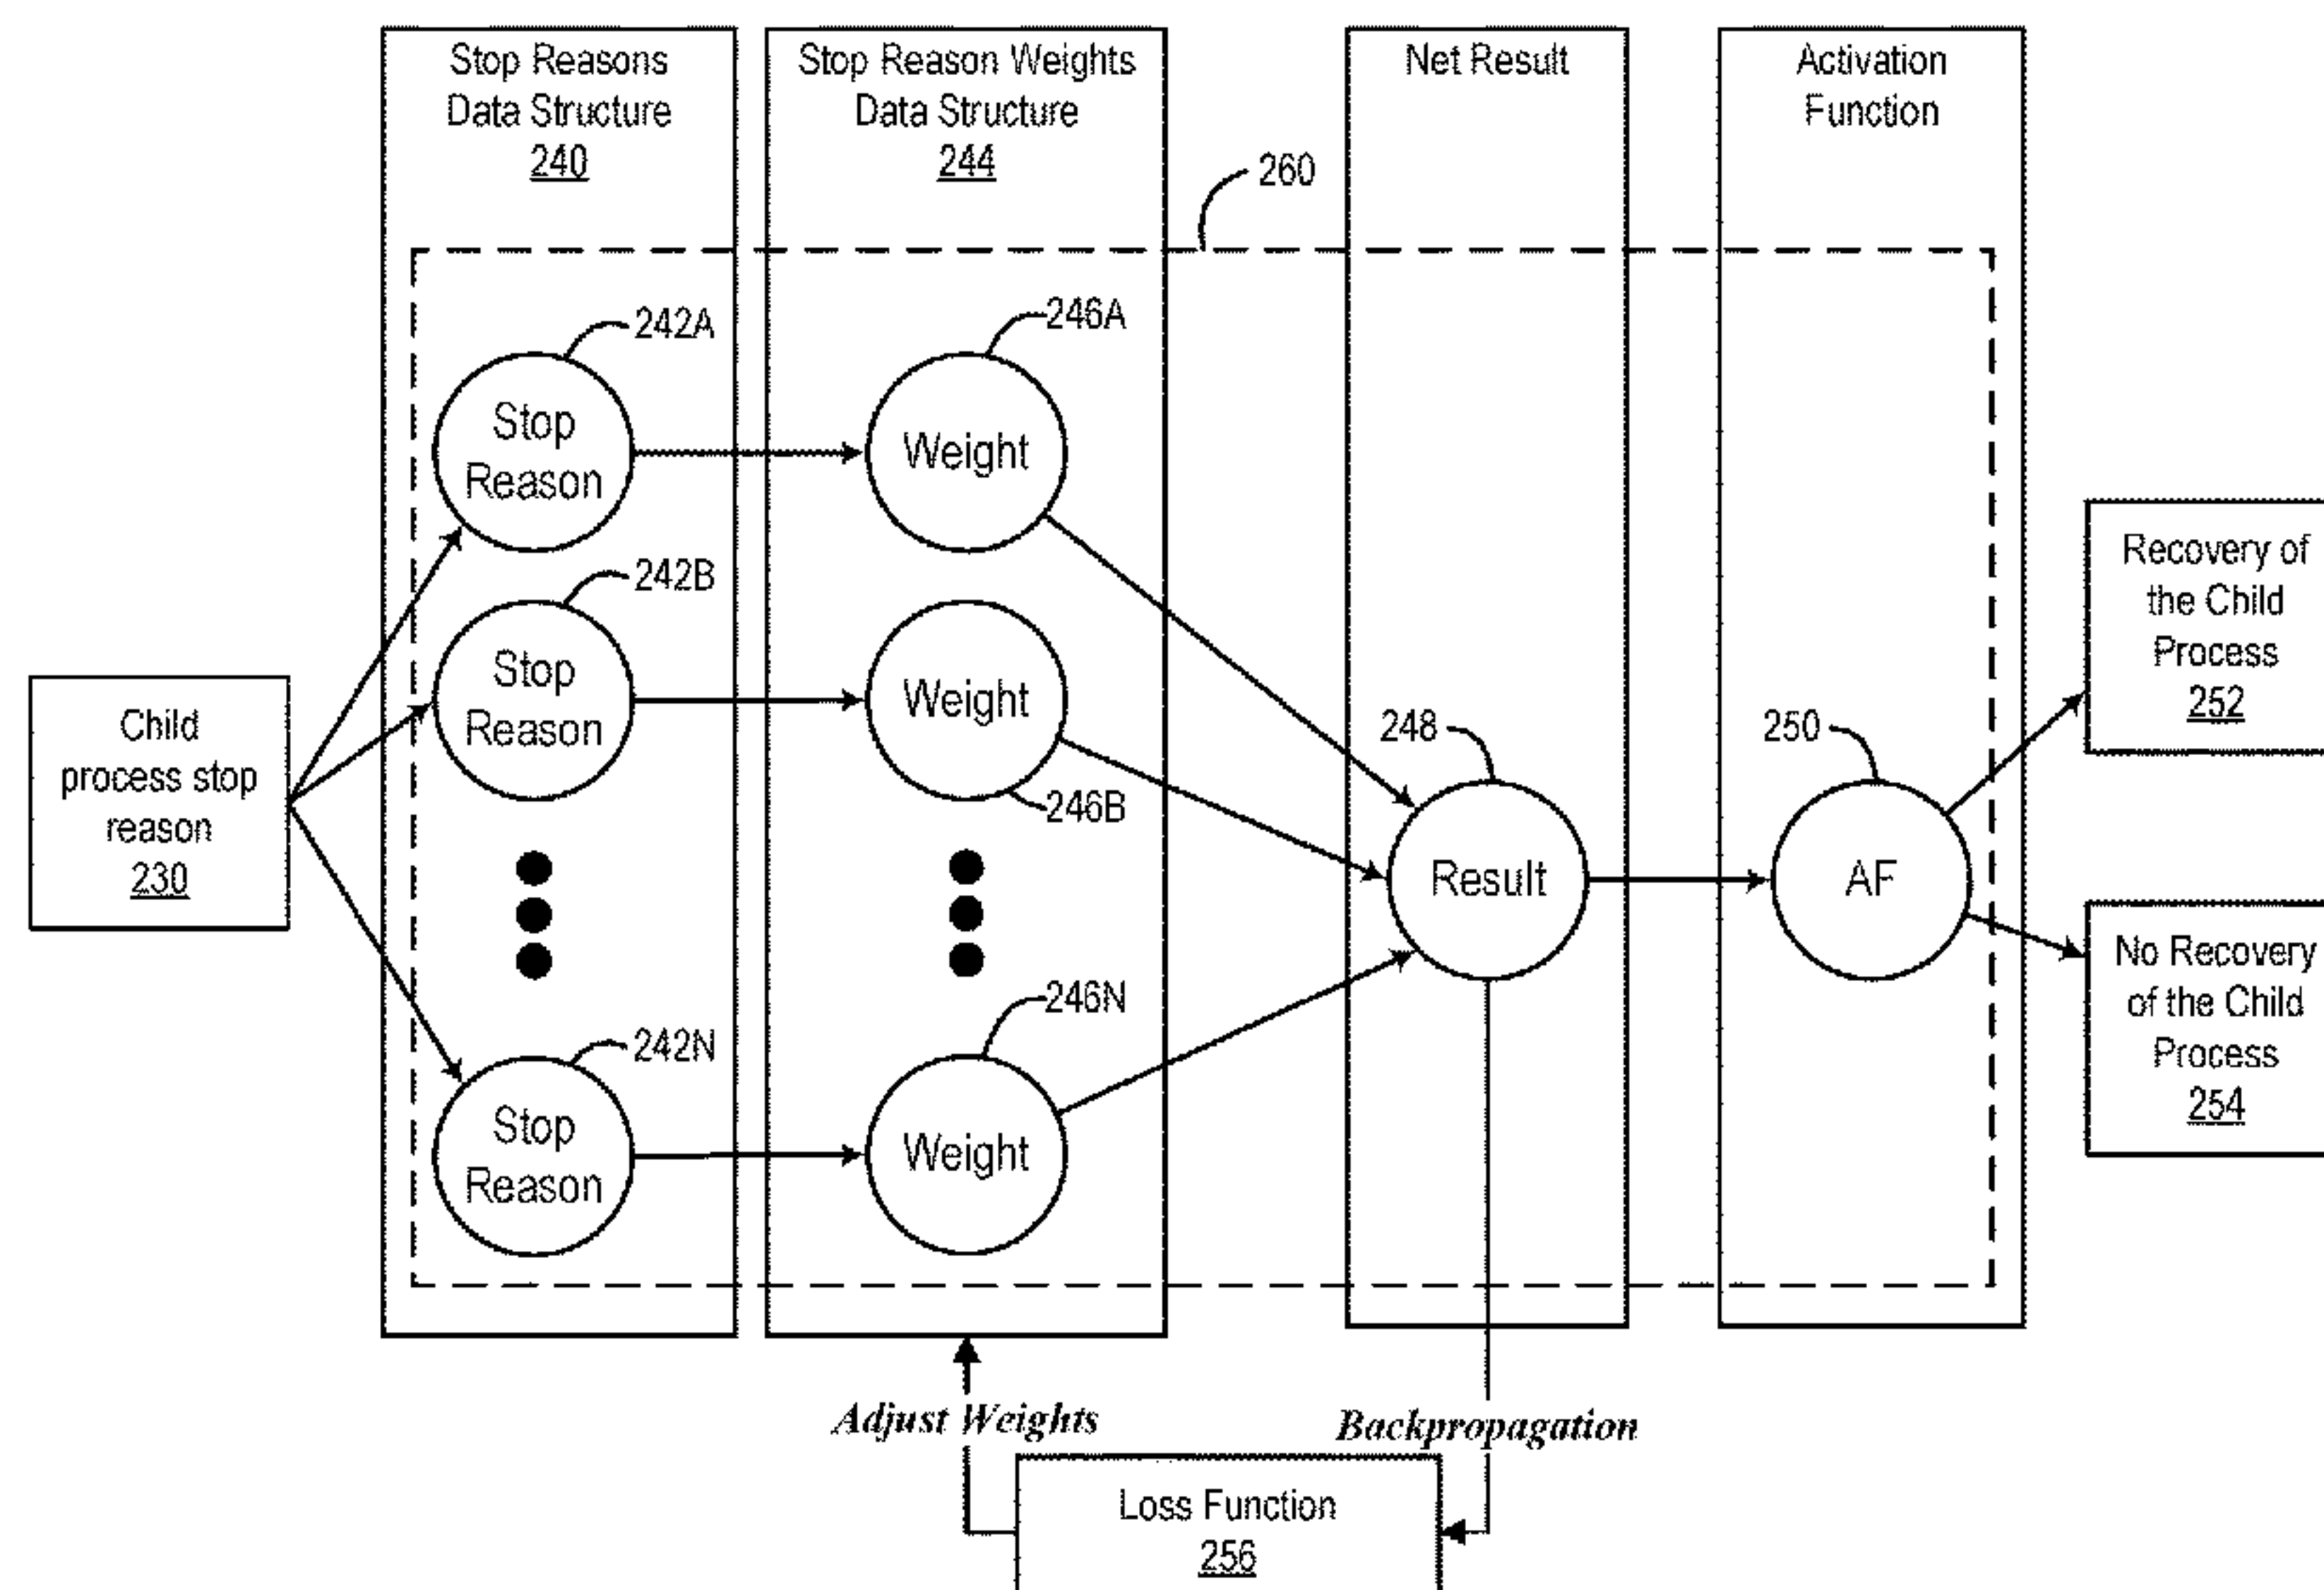 Stop Reasons
Data Structure
240
Stop Reason Weights
Data Structure
244
Net Result
Activation
Function
260
242A
246A
Stop
Reason
Weight
242B
Stop
Reason
Weight
246B
Child
process stop
reason
230
248
Result
250
AF
Recovery of
the Child
Process
252
No Recovery
of the Child
Process
254
242N
246N
Stop
Reason
Weight
Adjust Weights
Backpropagation
Loss Function
256